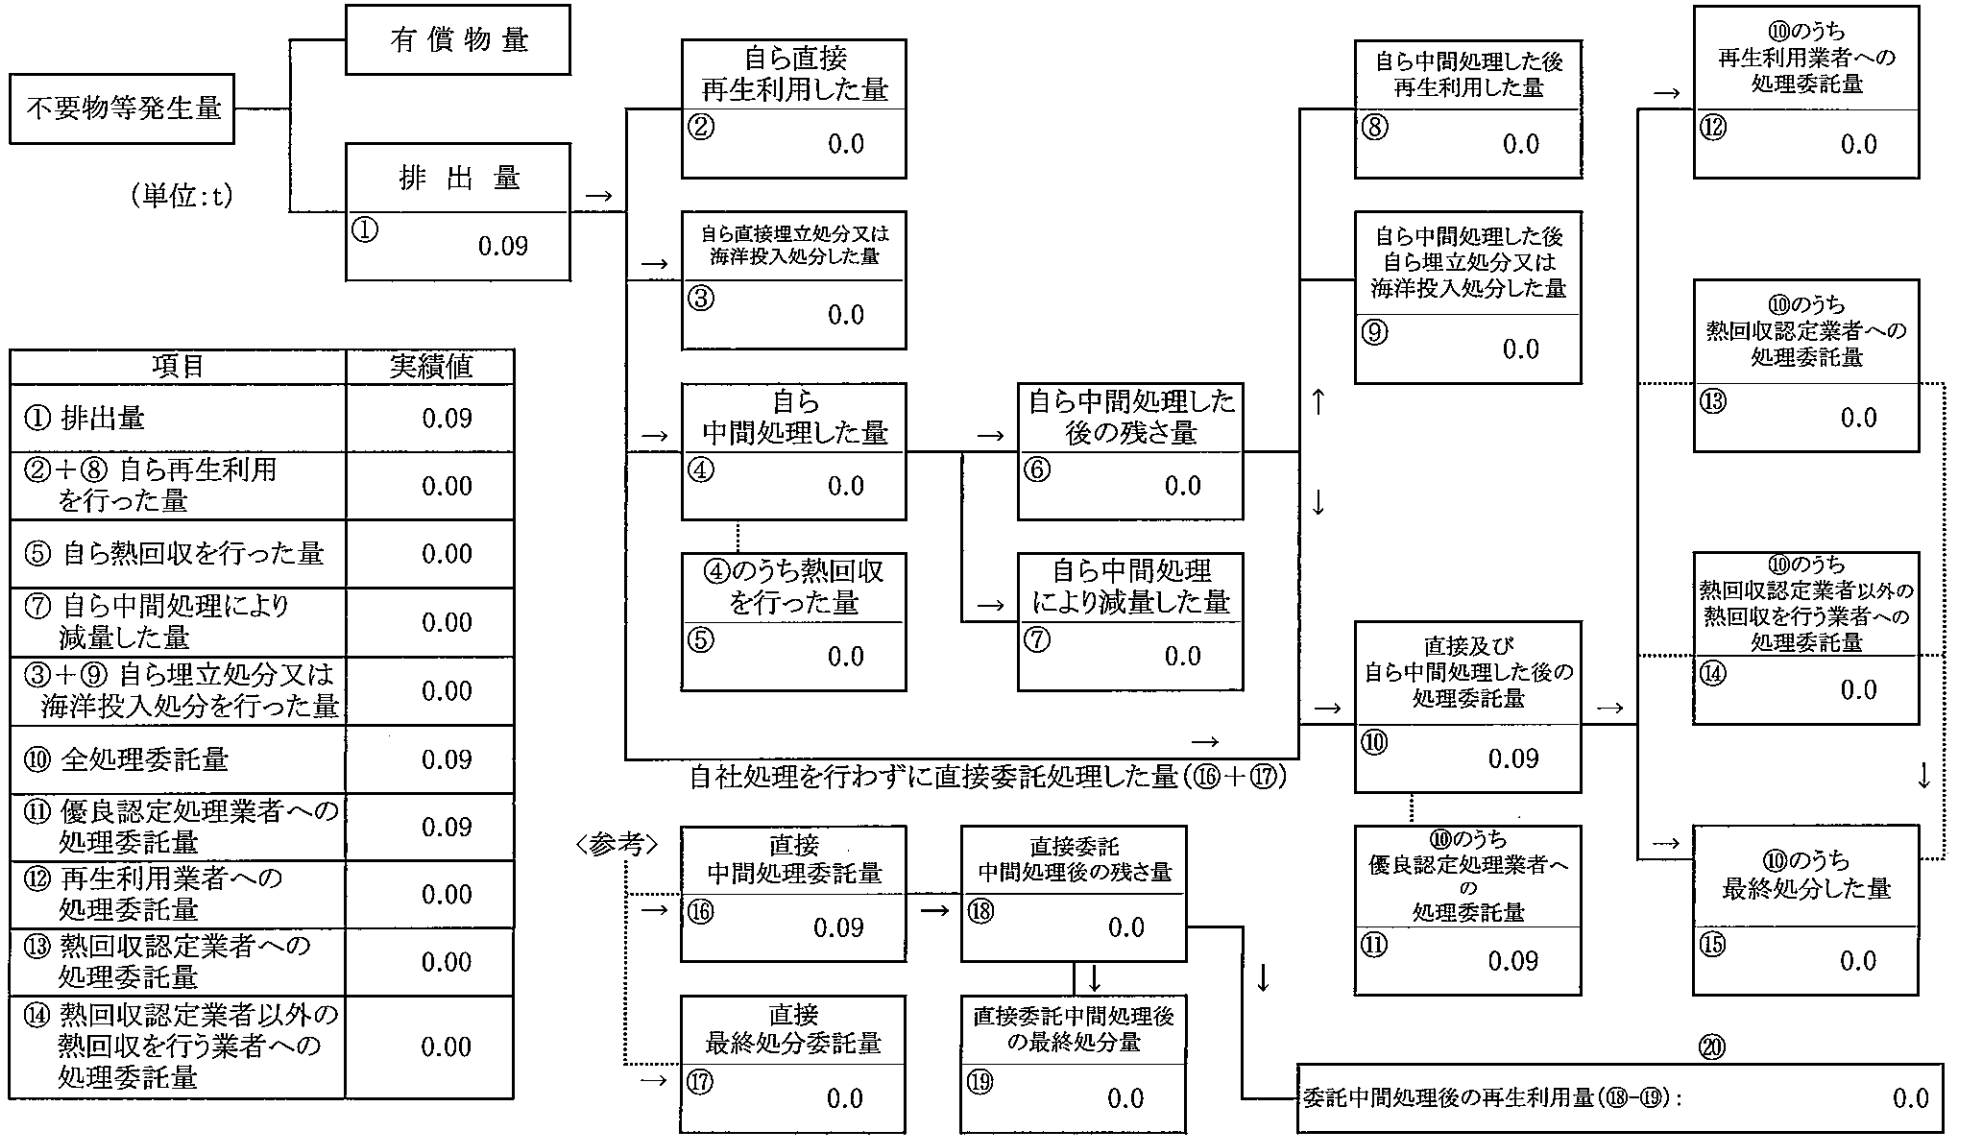 不要物等発生量
(単位:t)
有償物量
排出量
①
0.09
→
自ら直接
再生利用した量
②
0.0
→
自ら直接埋立処分又は
海洋投入処分した量
③
0.0
→
自ら
中間処理した量
④
0.0
④のうち熱回収
を行った量
⑤
0.0
→
自ら中間処理した
後の残さ量
⑥
0.0
→
自ら中間処理
により減量した量
⑦
0.0
↑
↓
自ら中間処理した後
再生利用した量
⑧
0.0
自ら中間処理した後
自ら埋立処分又は
海洋投入処分した量
⑨
0.0
→
自社処理を行わずに直接委託処理した量(⑯+⑰)
→
直接及び
自ら中間処理した後の
処理委託量
⑩
0.09
→
⑩のうち
優良認定処理業者へ
の
処理委託量
⑪
0.09
→
⑩のうち
再生利用業者への
処理委託量
⑫
0.0
⑩のうち
熱回収認定業者への
処理委託量
⑬
0.0
⑩のうち
熱回収認定業者以外の
熱回収を行う業者への
処理委託量
⑭
0.0
↓
→
⑩のうち
最終処分した量
⑮
0.0
項目 実績値
① 排出量 0.09
②+⑧ 自ら再生利用
を行った量 0.00
⑤ 自ら熱回収を行った量 0.00
⑦ 自ら中間処理により
減量した量 0.00
③+⑨ 自ら埋立処分又は
海洋投入処分を行った量 0.00
⑩ 全処理委託量 0.09
⑪ 優良認定処理業者への
処理委託量 0.09
⑫ 再生利用業者への
処理委託量 0.00
⑬ 熱回収認定業者への
処理委託量 0.00
⑭ 熱回収認定業者以外の
熱回収を行う業者への
処理委託量 0.00
<参考>
→
直接
中間処理委託量
⑯
0.09
→
直接委託
中間処理後の残さ量
⑱
0.0
→
直接
最終処分委託量
⑰
0.0
↓
直接委託中間処理後
の最終処分量
⑲
0.0
↓
⑳
委託中間処理後の再生利用量(⑱-⑲): 0.0